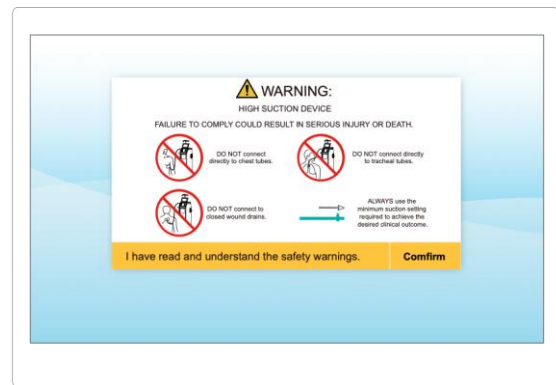 WARNING:
HIGH SUCTION DEVICE
FAILURE TO COMPLY COULD RESULT IN SERIOUS INJURY OR DEATH.
DO NOT connect
directly to chest tubes.
DO NOT connect directly
to tracheal tubes.
DO NOT connect to
closed wound drains.
ALWAYS use the
minimum suction setting
required to achieve the
desired clinical outcome.
I have read and understand the safety warnings.
Comfirm